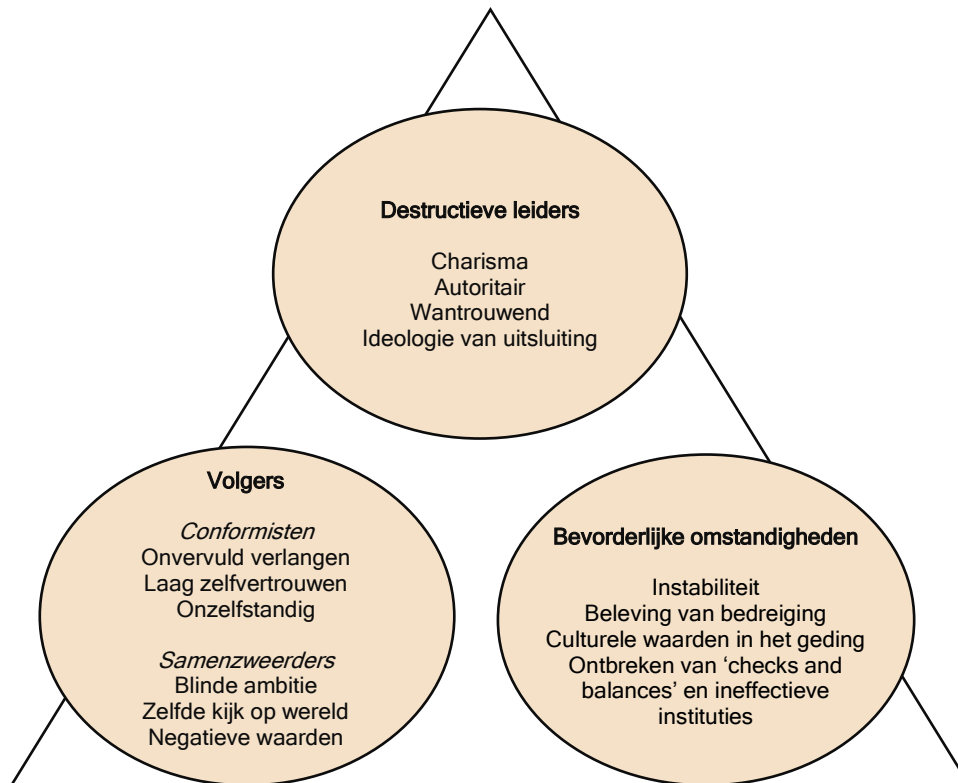 Destructieve leiders
Charisma
Autoritair
Wantrouwend
Ideologie van uitsluiting
Volgers
Conformisten
Onvervuld verlangen
Laag zelfvertrouwen
Onzelfstandig
Samenzweerders
Blinde ambitie
Zelfde kijk op wereld
Negatieve waarden
Bevorderlijke omstandigheden
Instabiliteit
Beleving van bedreiging
Culturele waarden in het geding
Ontbreken van ‘checks and
balances’ en ineffectieve
instituties